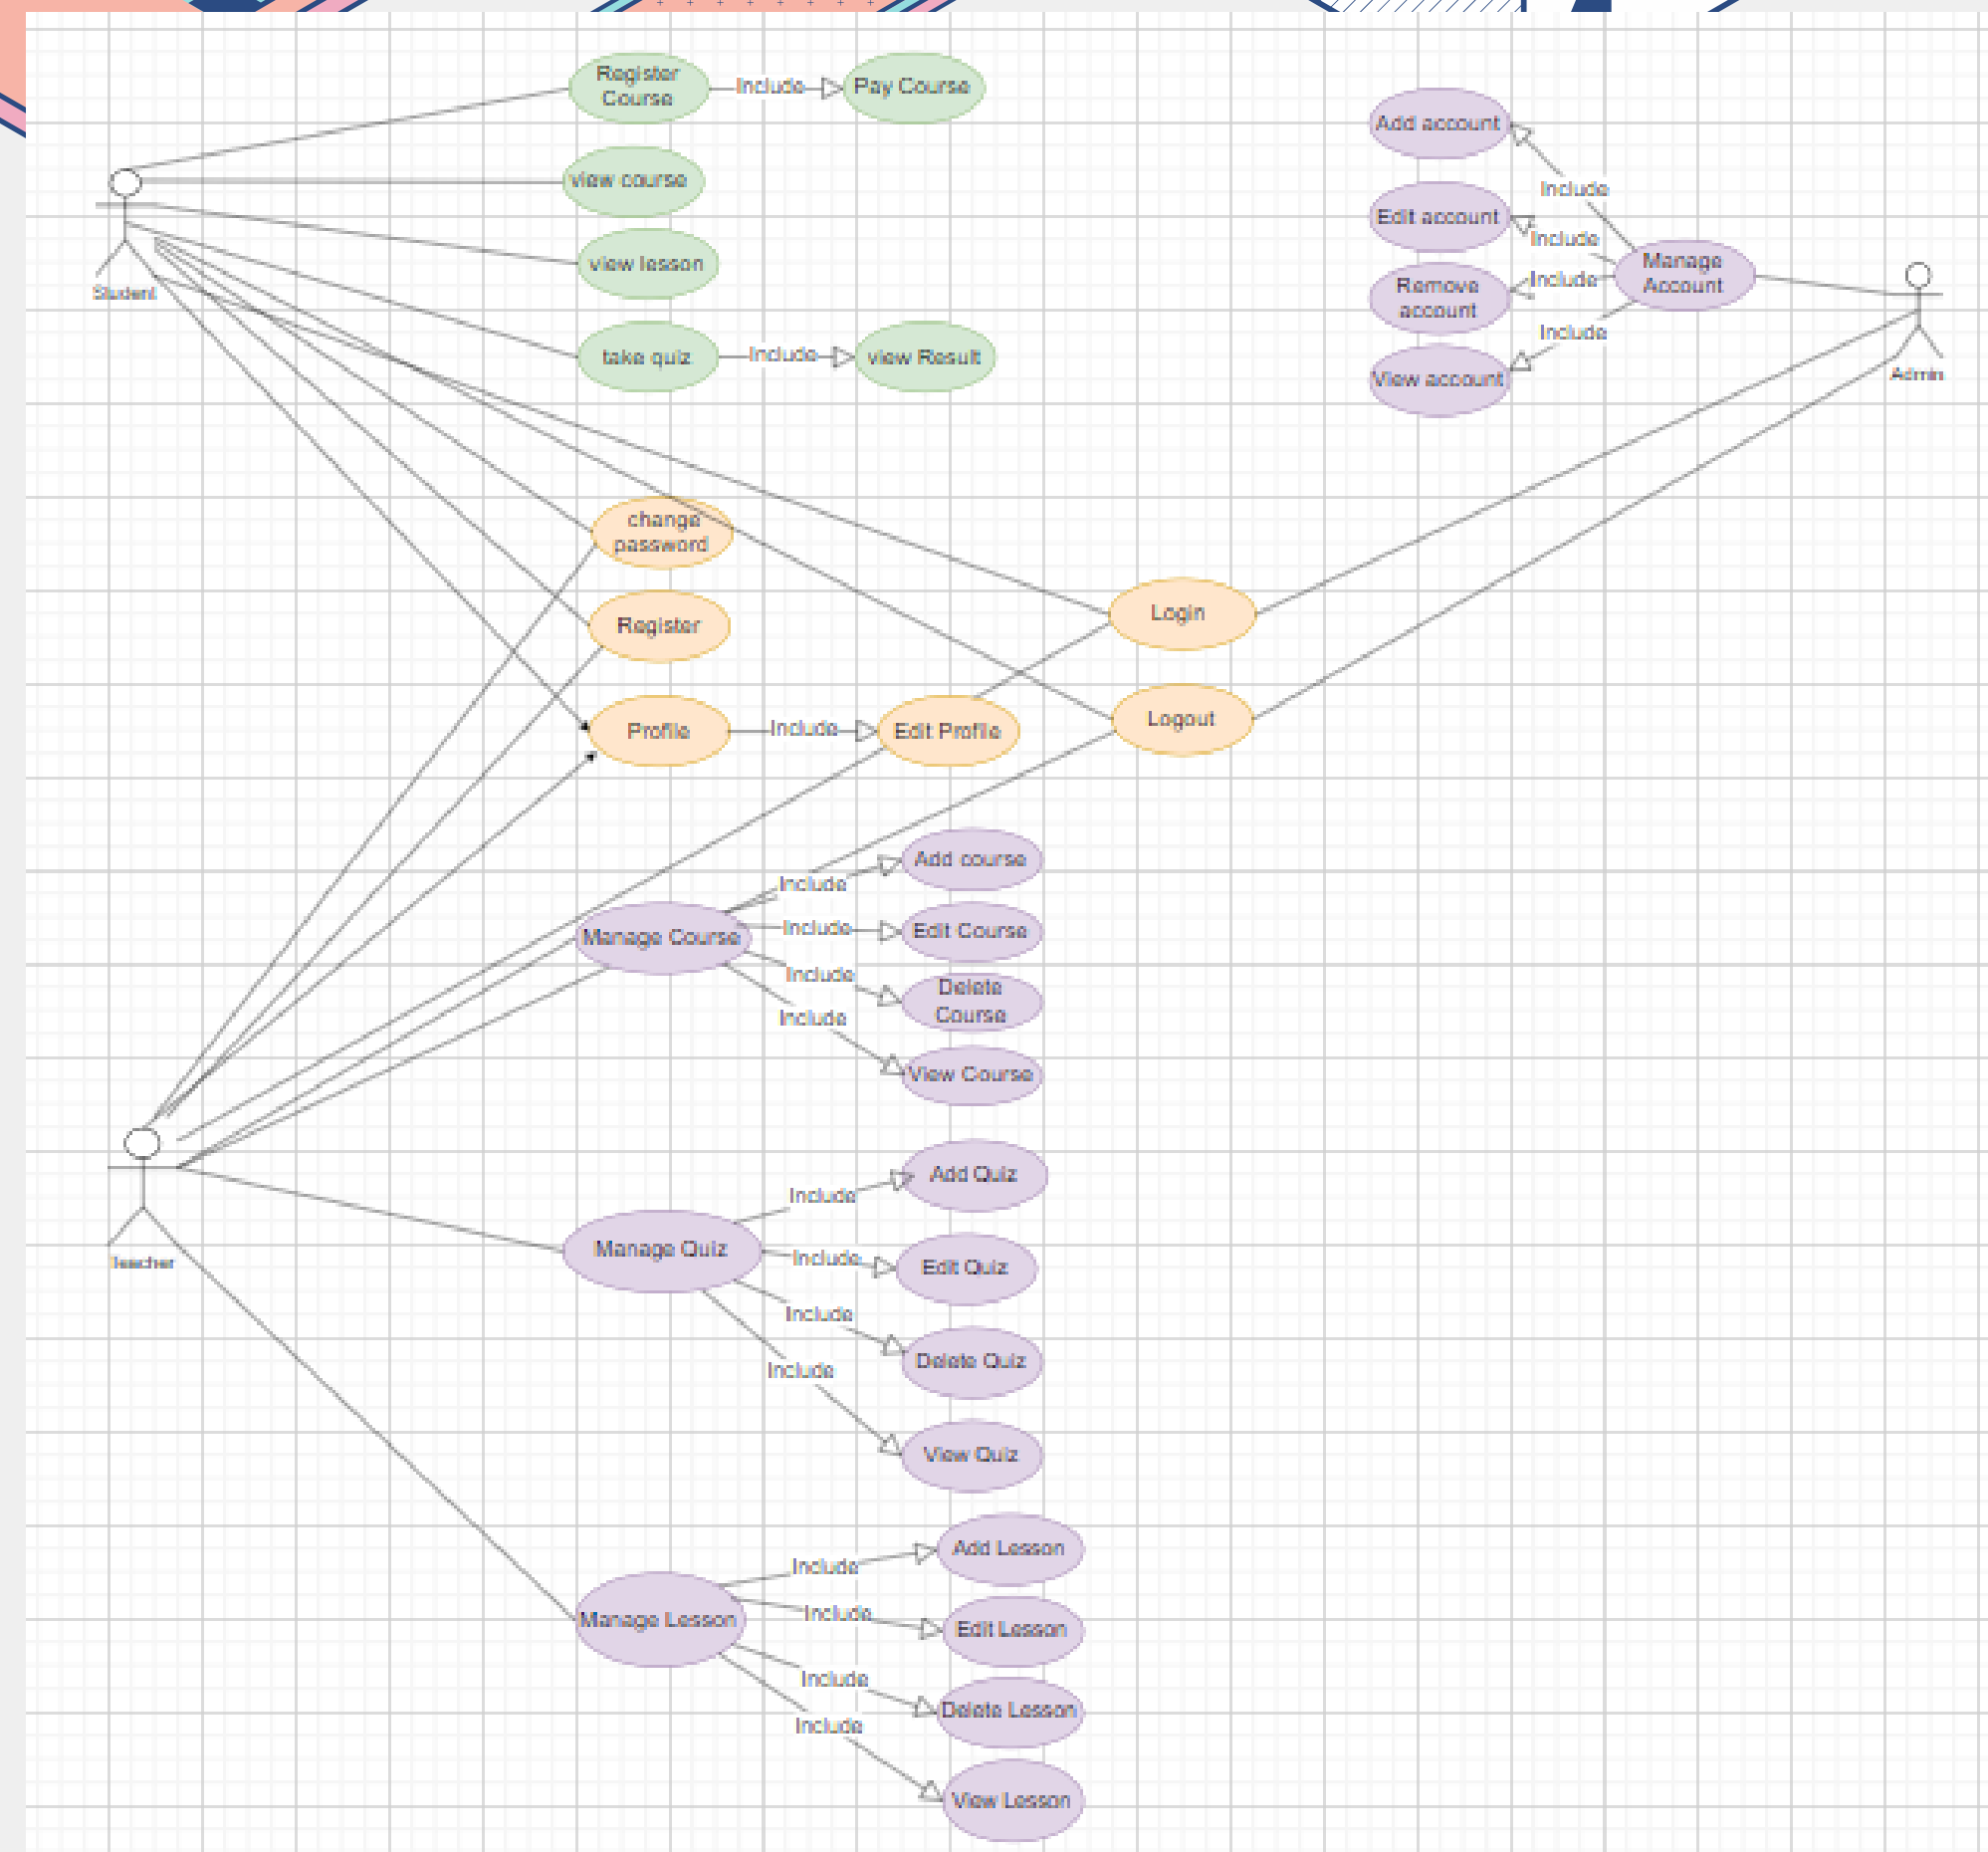 Register
Course
Include
Pay Course
view course
view lesson
Student
take quiz
Include
view Result
Add account
Include
Edit account
Include
Manage
Account
Include
Remove
account
Include
View account
Admin
change
password
Register
Profile
Include
Edit Profile
Login
Logout
Manage Course
Include
Add course
Include
Edit Course
Include
Delete
Course
Include
View Course
Teacher
Manage Quiz
Include
Add Quiz
Include
Edit Quiz
Include
Delete Quiz
Include
View Quiz
Manage Lesson
Include
Add Lesson
Include
Edit Lesson
Include
Delete Lesson
Include
View Lesson